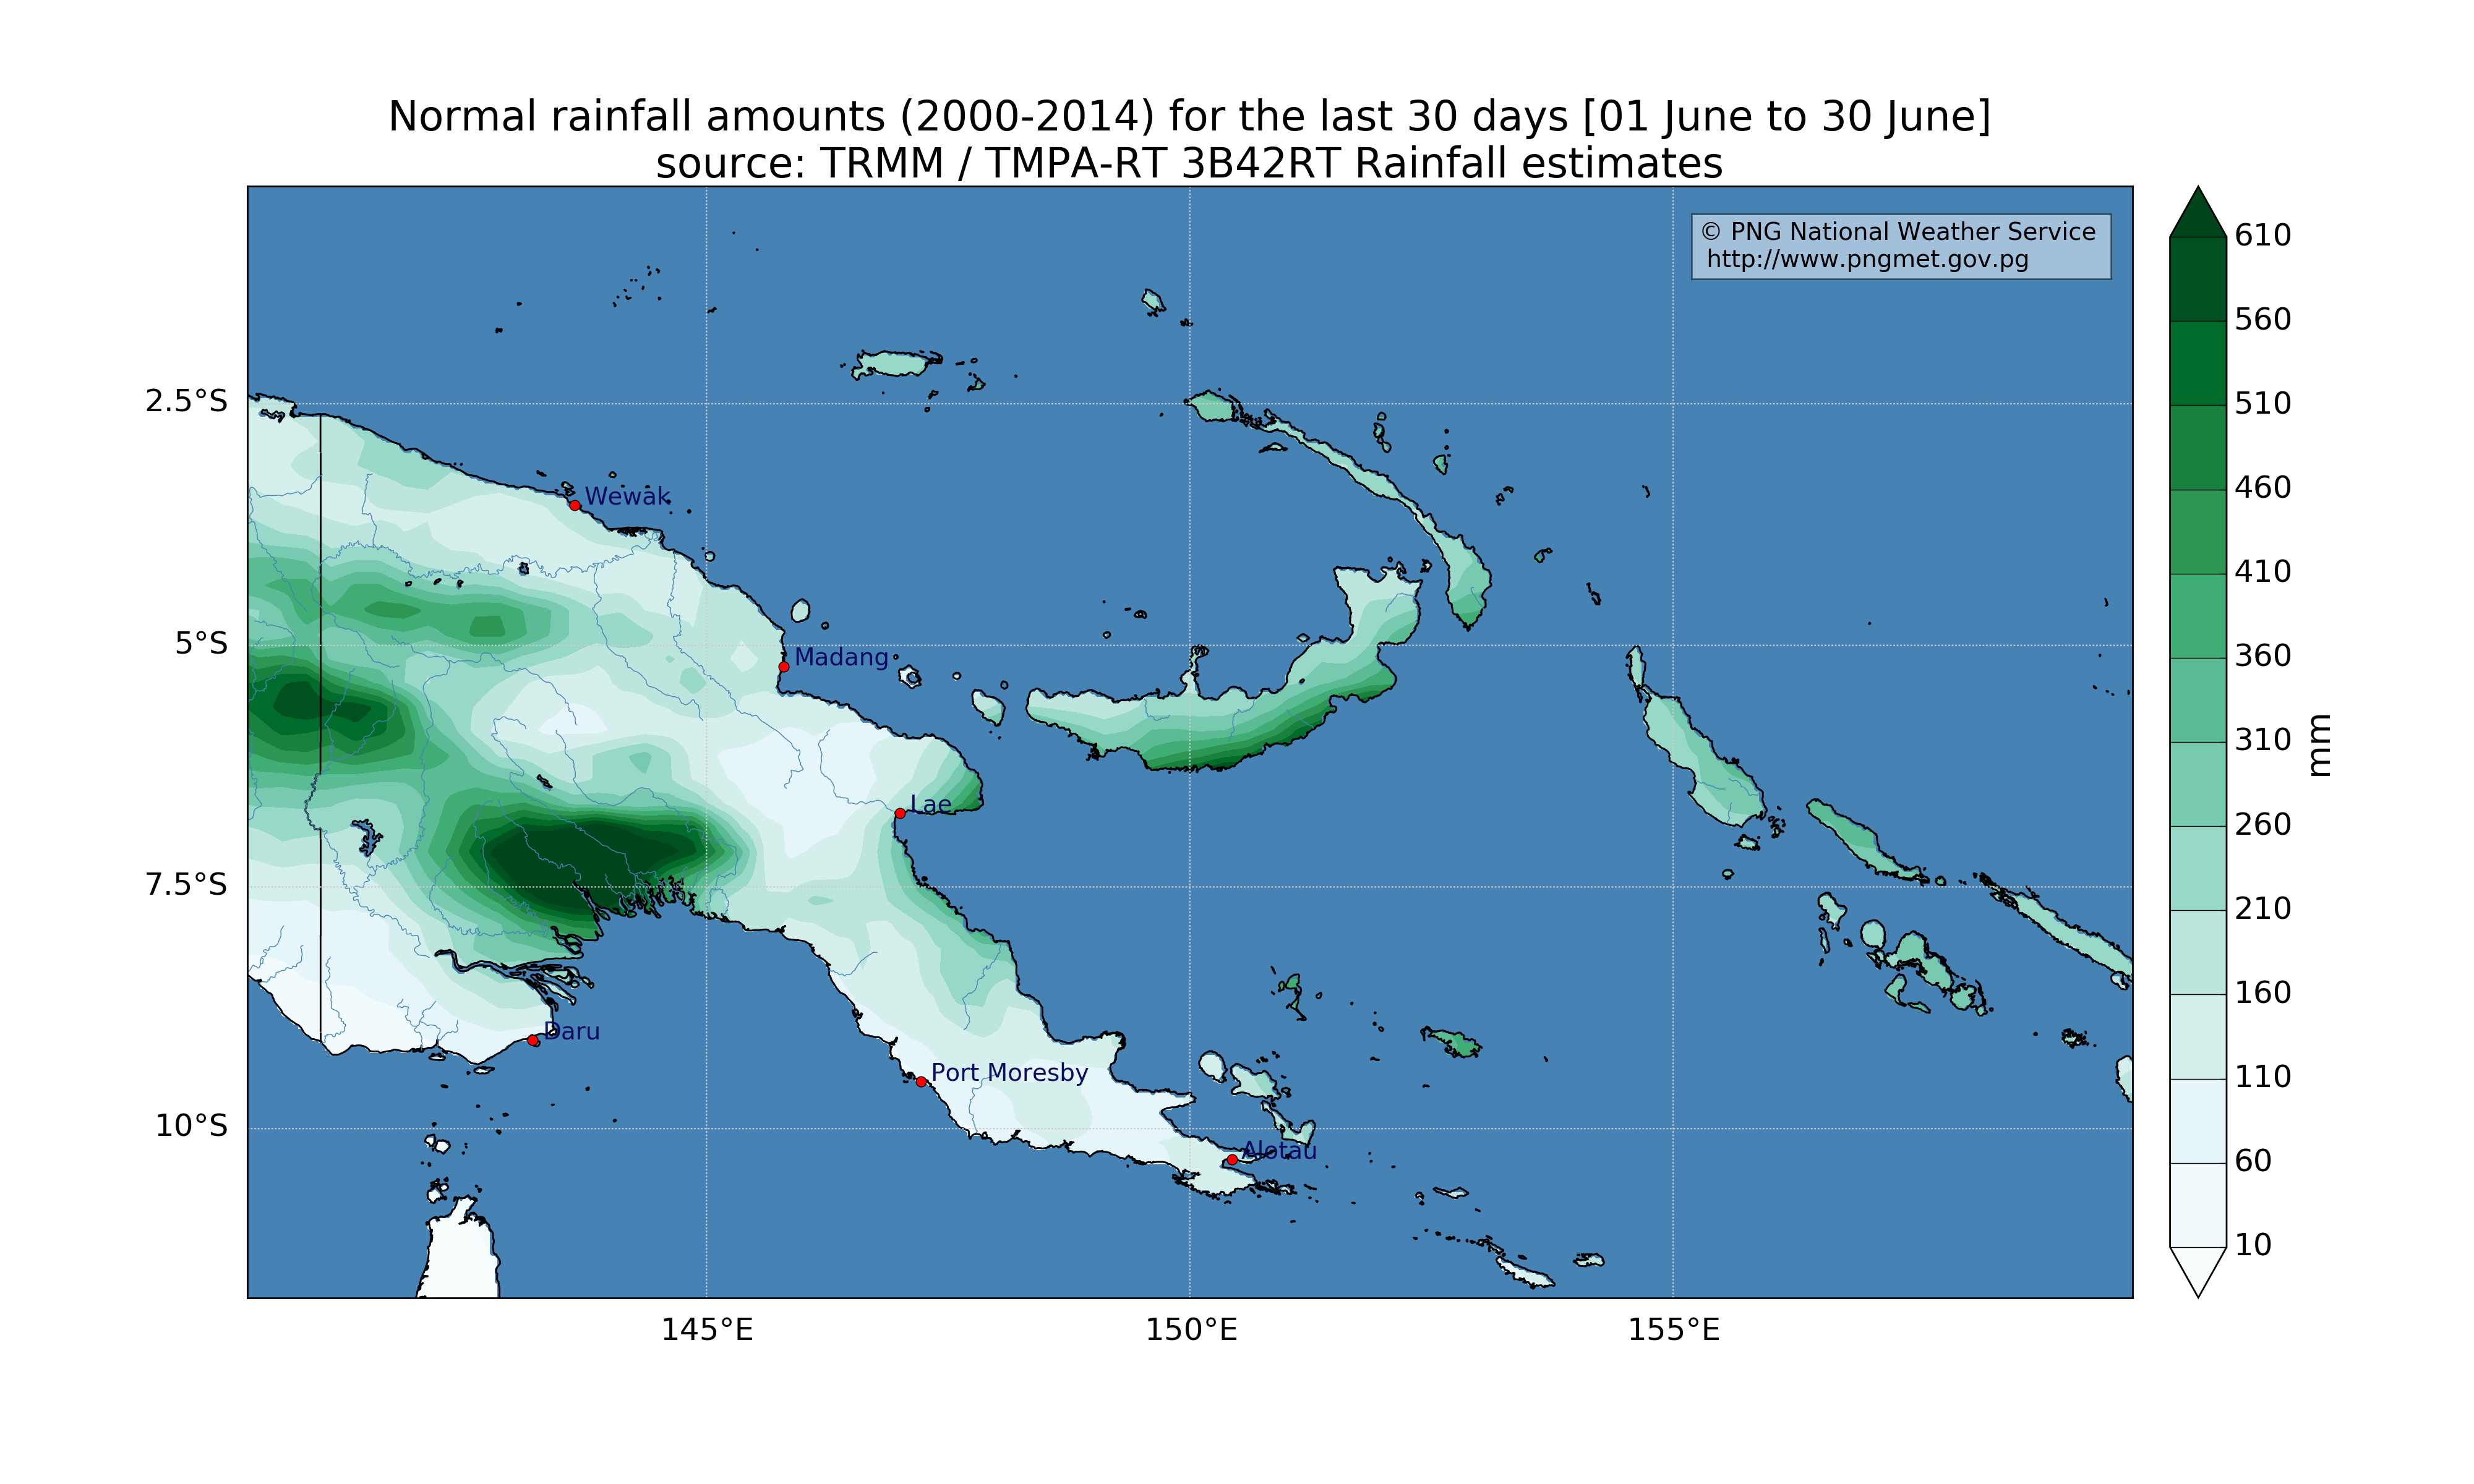 Normal rainfall amounts (2000-2014) for the last 30 days [01 June to 30 June]
source: TRMM / TMPA-RT 3B42RT Rainfall estimates
© PNG National Weather Service
http://www.pngmet.gov.pg
2.5°S
5°S
7.5°S
10°S
Wewak
Madang
Lae
Daru
Port Moresby
Alotau
145°E
150°E
155°E
610
560
510
460
410
360
310
260
210
160
110
60
10
mm